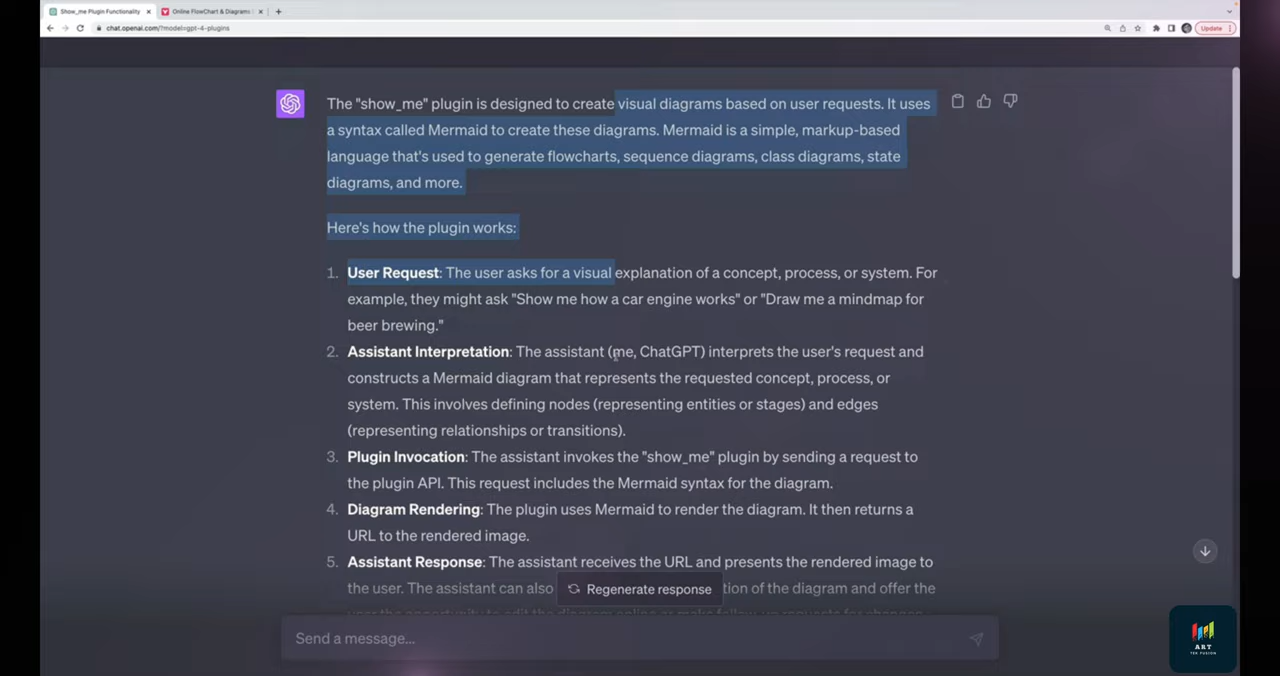 Show_me Plugin Functionality
Online FlowChart & Diagrams
chat.openai.com/?model=gpt-4-plugins
Update
The "show_me" plugin is designed to create visual diagrams based on user requests. It uses
a syntax called Mermaid to create these diagrams. Mermaid is a simple, markup-based
language that's used to generate flowcharts, sequence diagrams, class diagrams, state
diagrams, and more.
Here's how the plugin works:
1. User Request: The user asks for a visual explanation of a concept, process, or system. For
example, they might ask "Show me how a car engine works" or "Draw me a mindmap for
beer brewing."
2. Assistant Interpretation: The assistant (me, ChatGPT) interprets the user's request and
constructs a Mermaid diagram that represents the requested concept, process, or
system. This involves defining nodes (representing entities or stages) and edges
(representing relationships or transitions).
3. Plugin Invocation: The assistant invokes the "show_me" plugin by sending a request to
the plugin API. This request includes the Mermaid syntax for the diagram.
4. Diagram Rendering: The plugin uses Mermaid to render the diagram. It then returns a
URL to the rendered image.
5. Assistant Response: The assistant receives the URL and presents the rendered image to
the user. The assistant can also
Regenerate response
tion of the diagram and offer the
Send a message...
ART
TEK FUSION